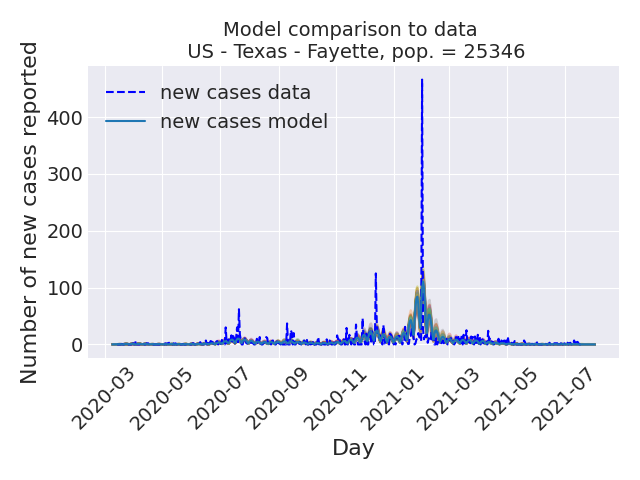 Model comparison to data
US - Texas - Fayette, pop. = 25346
Number of new cases reported
new cases data
new cases model
400
300
200
100
0
2020-03
2020-05
2020-07
2020-09
2020-11
2021-01
2021-03
2021-05
2021-07
Day